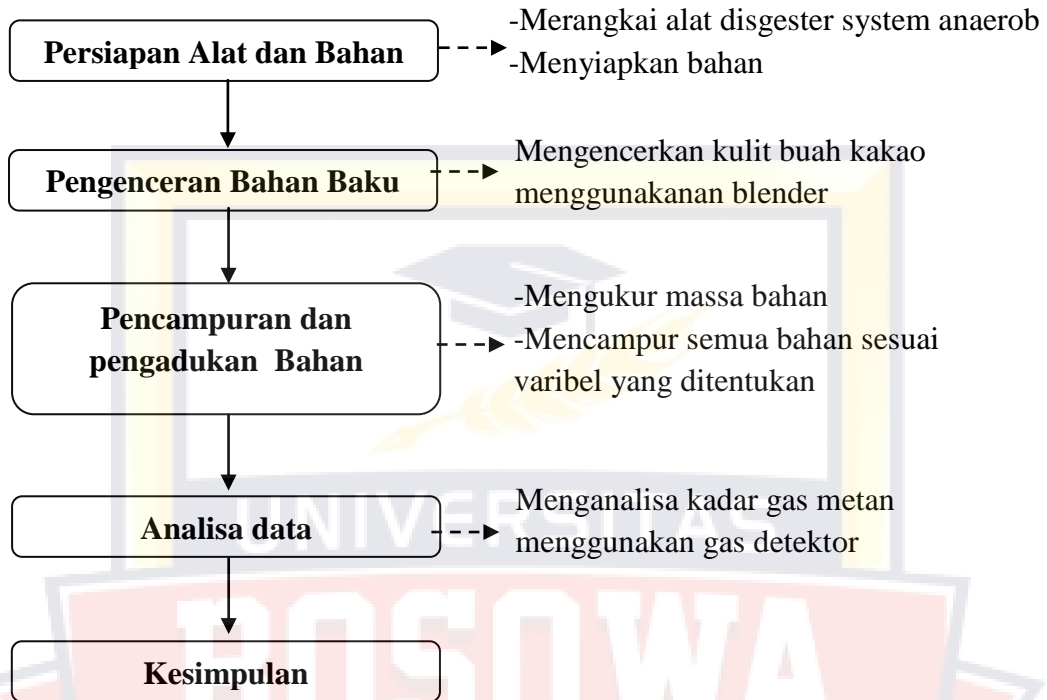 Persiapan Alat dan Bahan
-Merangkai alat disgester system anaerob
-Menyiapkan bahan
Pengenceran Bahan Baku
Mengencerkan kulit buah kakao
menggunakanan blender
Pencampuran dan
pengadukan Bahan
-Mengukur massa bahan
-Mencampur semua bahan sesuai
varibel yang ditentukan
Analisa data
Menganalisa kadar gas metan
menggunakan gas detektor
Kesimpulan
UNIVERSITAS
BOSOWA